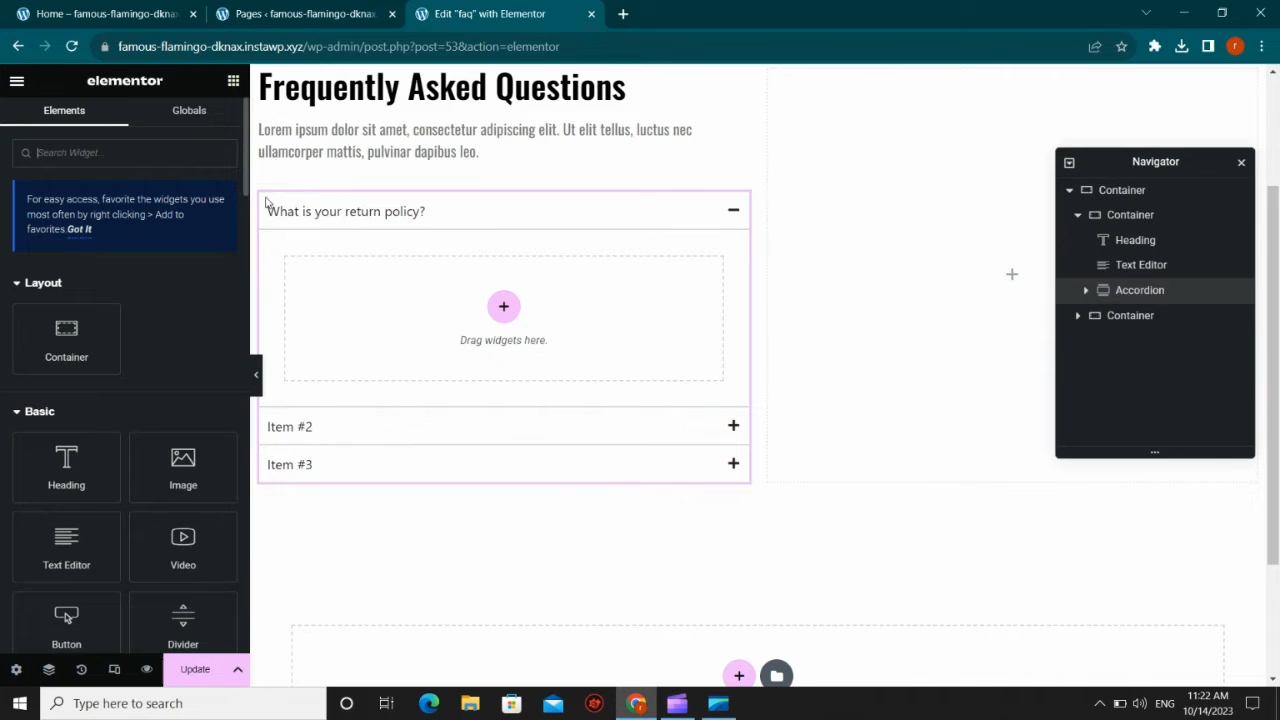 famous-flamingo-dknax
Pages ‹ famous-flamingo-dknax.
Edit "faq" with Elementor
famous-flamingo-dknax.instawp.xyz/wp-admin/post.php?post=53&action=elementor
r
elementor
Elements
Globals
Search Widget...
For easy access, favorite the widgets you
use most often by right clicking > Add to
favorites.Got It
Layout
Container
Basic
Heading
Image
Text Editor
Video
Button
Divider
Update
Frequently Asked Questions
Lorem ipsum dolor sit amet, consectetur adipiscing elit. Ut elit tellus, luctus nec
ullamcorper mattis, pulvinar dapibus leo.
What is your return policy?
Drag widgets here.
Item #2
Item #3
Navigator
Container
Container
Heading
Text Editor
Accordion
Container
Type here to search
ENG
11:22 AM
10/14/2023